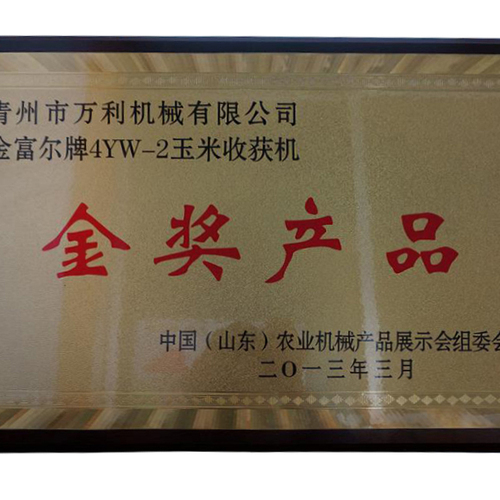 青州市万利机械有限公司
金富尔牌4YW-2玉米收获机
金奖产品
中国(山东)农业机械产品展示会组委会
二〇一三年三月